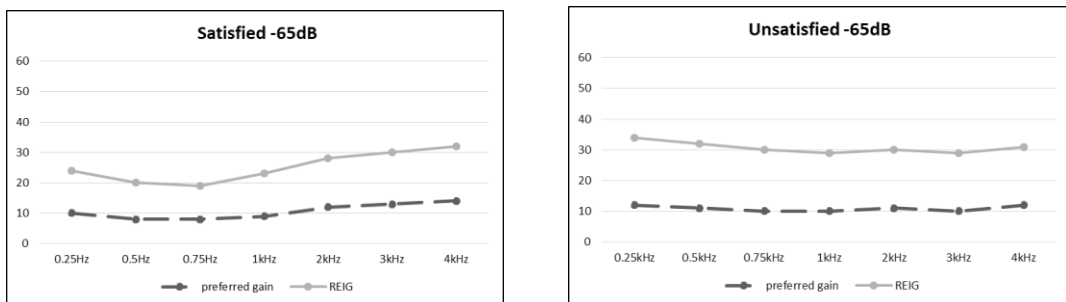 Satisfied -65dB
60
50
40
30
20
10
0
0.25Hz 0.5Hz 0.75Hz 1kHz 2kHz 3kHz 4kHz
preferred gain REIG
Unsatisfied -65dB
60
50
40
30
20
10
0
0.25kHz 0.5kHz 0.75kHz 1kHz 2kHz 3kHz 4kHz
preferred gain REIG